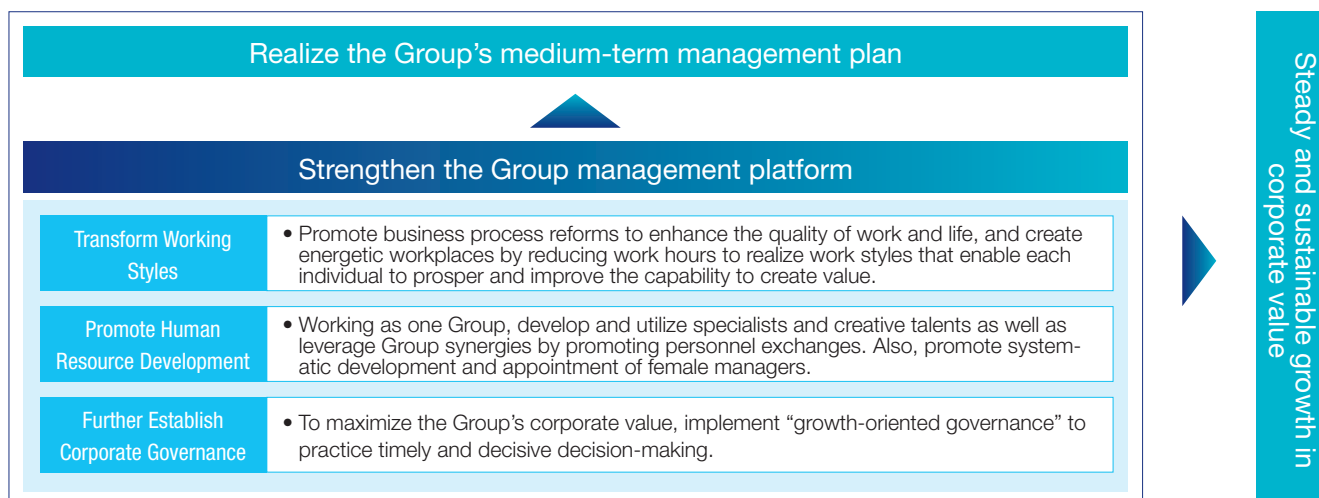 Realize the Group’s medium-term management plan
Strengthen the Group management platform
Transform Working
Styles
• Promote business process reforms to enhance the quality of work and life, and create
energetic workplaces by reducing work hours to realize work styles that enable each
individual to prosper and improve the capability to create value.
Promote Human
Resource Development
• Working as one Group, develop and utilize specialists and creative talents as well as
leverage Group synergies by promoting personnel exchanges. Also, promote system-
atic development and appointment of female managers.
Further Establish
Corporate Governance
• To maximize the Group’s corporate value, implement “growth-oriented governance” to
practice timely and decisive decision-making.
Steady and sustainable growth in
corporate value